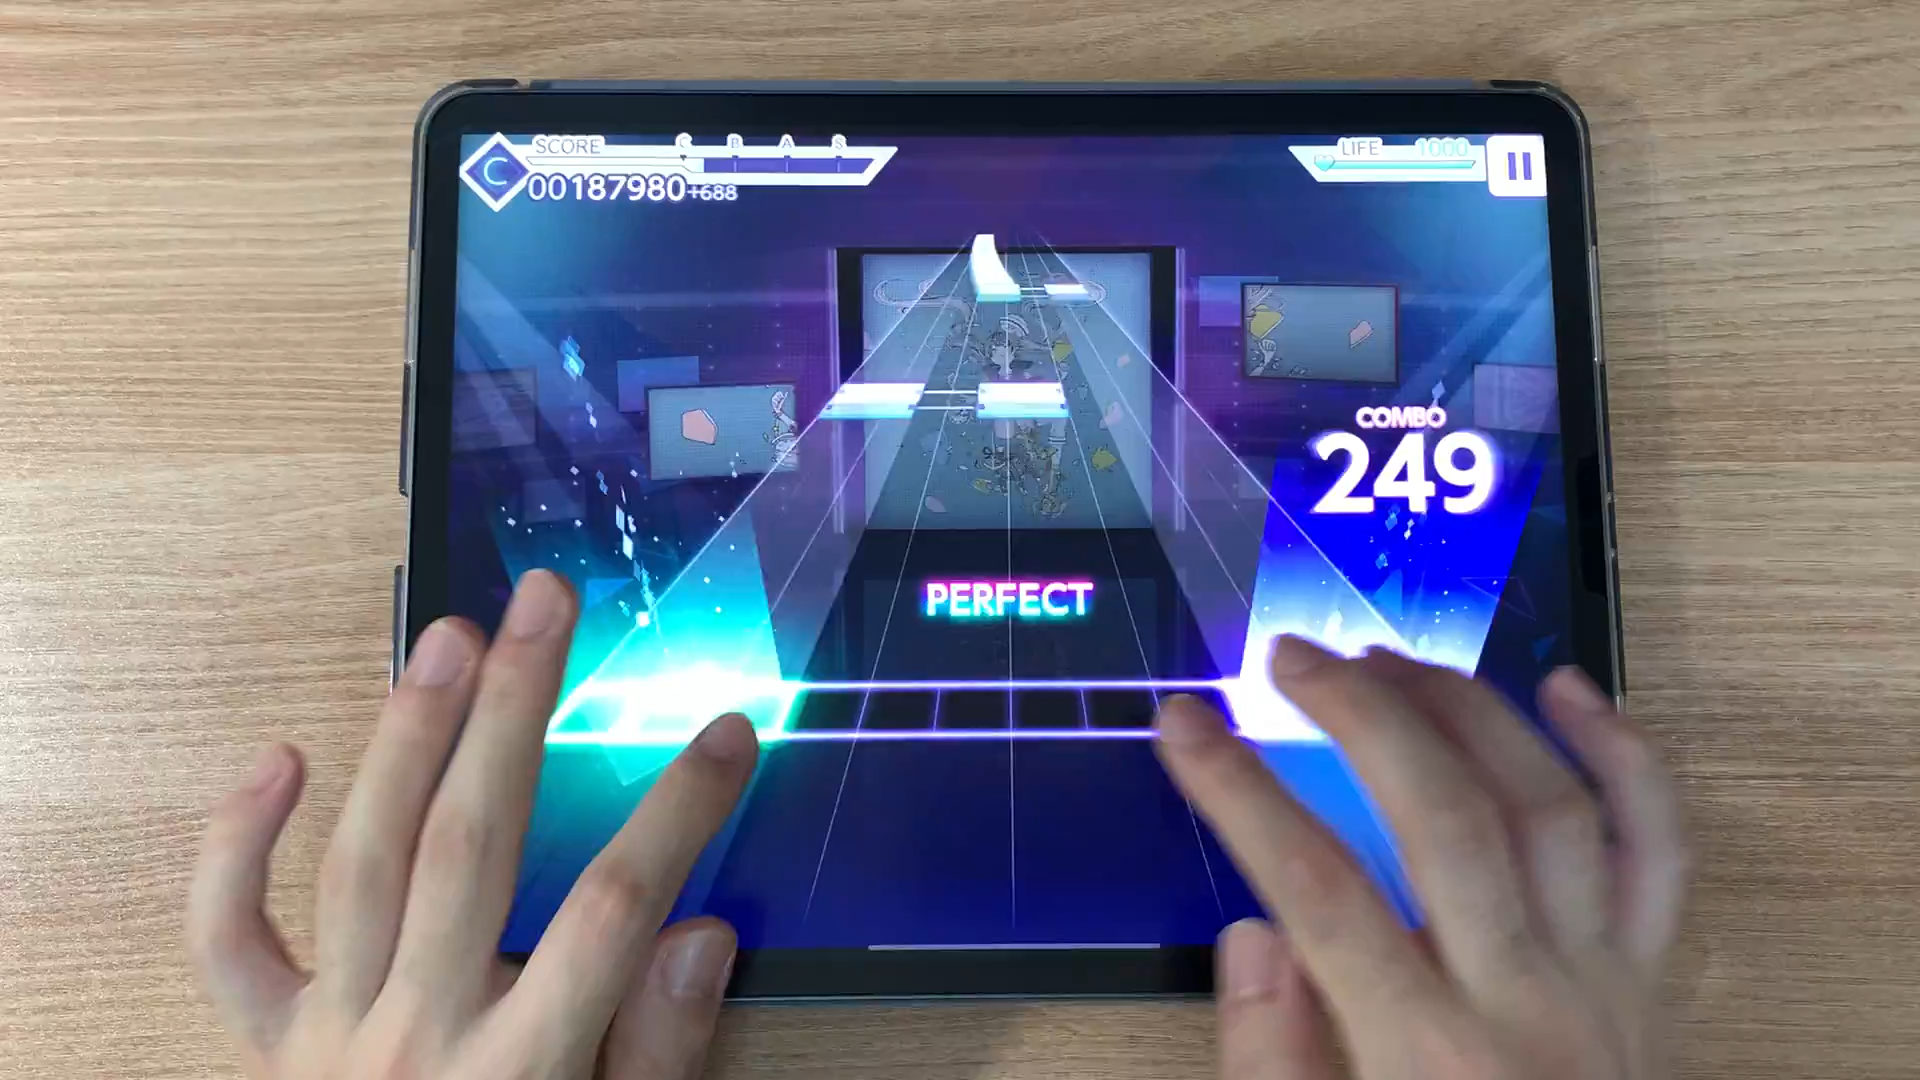 SCORE
C B A S
C
00187980+688
LIFE 1000
COMBO
249
PERFECT